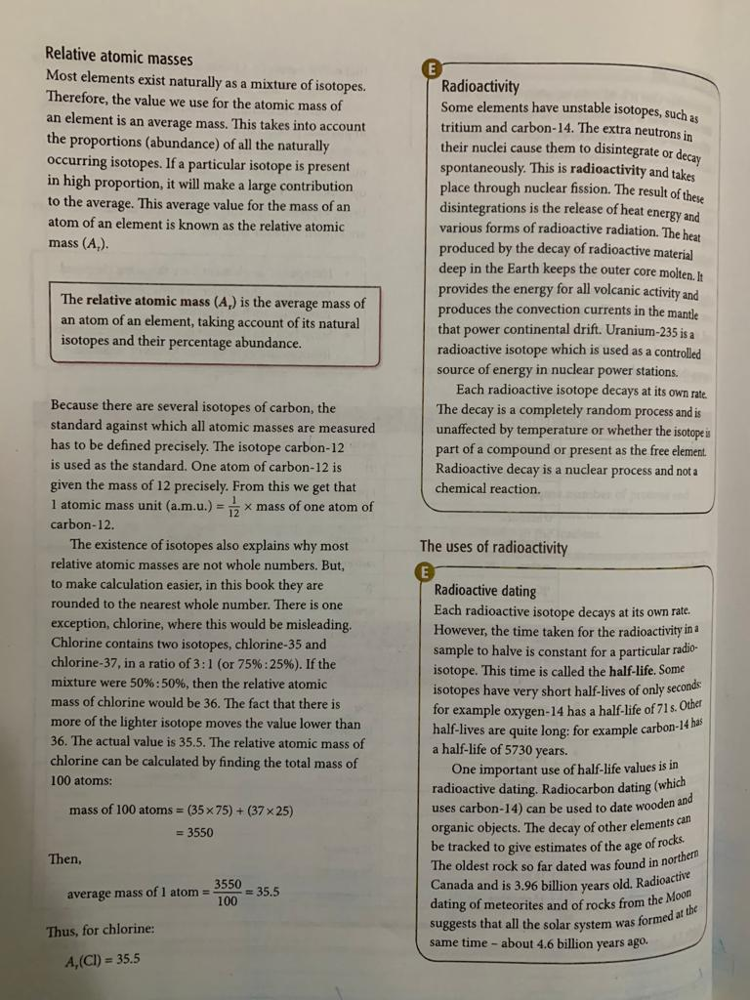 Relative atomic masses
Most elements exist naturally as a mixture of isotopes.
Therefore, the value we use for the atomic mass of
an element is an average mass. This takes into account
the proportions (abundance) of all the naturally
occurring isotopes. If a particular isotope is present
in high proportion, it will make a large contribution
to the average. This average value for the mass of an
atom of an element is known as the relative atomic
mass (Aᵣ).
The relative atomic mass (Aᵣ) is the average mass of
an atom of an element, taking account of its natural
isotopes and their percentage abundance.
Because there are several isotopes of carbon, the
standard against which all atomic masses are measured
has to be defined precisely. The isotope carbon-12
is used as the standard. One atom of carbon-12 is
given the mass of 12 precisely. From this we get that
1 atomic mass unit (a.m.u.) = 1/12 × mass of one atom of
carbon-12.
The existence of isotopes also explains why most
relative atomic masses are not whole numbers. But,
to make calculation easier, in this book they are
rounded to the nearest whole number. There is one
exception, chlorine, where this would be misleading.
Chlorine contains two isotopes, chlorine-35 and
chlorine-37, in a ratio of 3:1 (or 75%:25%). If the
mixture were 50%:50%, then the relative atomic
mass of chlorine would be 36. The fact that there is
more of the lighter isotope moves the value lower than
36. The actual value is 35.5. The relative atomic mass of
chlorine can be calculated by finding the total mass of
100 atoms:
mass of 100 atoms = (35 × 75) + (37 × 25)
= 3550
Then,
average mass of 1 atom = 3550/100 = 35.5
Thus, for chlorine:
Aᵣ(Cl) = 35.5
E
Radioactivity
Some elements have unstable isotopes, such as
tritium and carbon-14. The extra neutrons in
their nuclei cause them to disintegrate or decay
spontaneously. This is radioactivity and takes
place through nuclear fission. The result of these
disintegrations is the release of heat energy and
various forms of radioactive radiation. The heat
produced by the decay of radioactive material
deep in the Earth keeps the outer core molten. It
provides the energy for all volcanic activity and
produces the convection currents in the mantle
that power continental drift. Uranium-235 is a
radioactive isotope which is used as a controlled
source of energy in nuclear power stations.
Each radioactive isotope decays at its own rate.
The decay is a completely random process and is
unaffected by temperature or whether the isotope is
part of a compound or present as the free element.
Radioactive decay is a nuclear process and not a
chemical reaction.
The uses of radioactivity
E
Radioactive dating
Each radioactive isotope decays at its own rate.
However, the time taken for the radioactivity in a
sample to halve is constant for a particular radio-
isotope. This time is called the half-life. Some
isotopes have very short half-lives of only seconds:
for example oxygen-14 has a half-life of 71 s. Other
half-lives are quite long: for example carbon-14 has
a half-life of 5730 years.
One important use of half-life values is in
radioactive dating. Radiocarbon dating (which
uses carbon-14) can be used to date wooden and
organic objects. The decay of other elements can
be tracked to give estimates of the age of rocks.
The oldest rock so far dated was found in northern
Canada and is 3.96 billion years old. Radioactive
dating of meteorites and of rocks from the Moon
suggests that all the solar system was formed at the
same time – about 4.6 billion years ago.